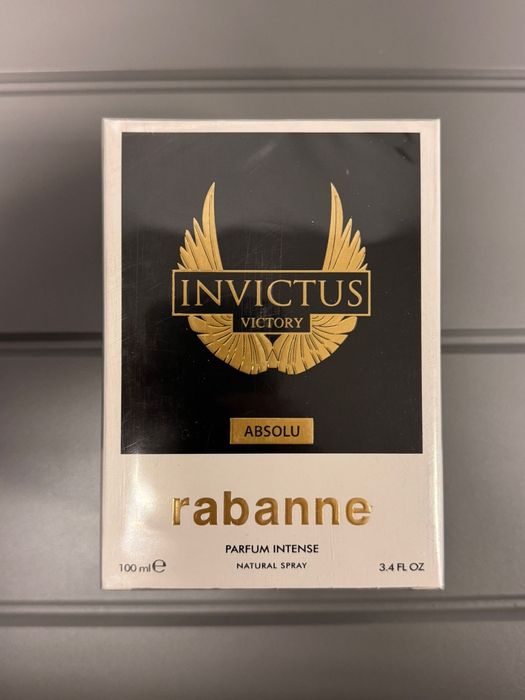 INVICTUS
VICTORY
ABSOLU
rabanne
PARFUM INTENSE
100 ml ℮ NATURAL SPRAY 3.4 FL OZ